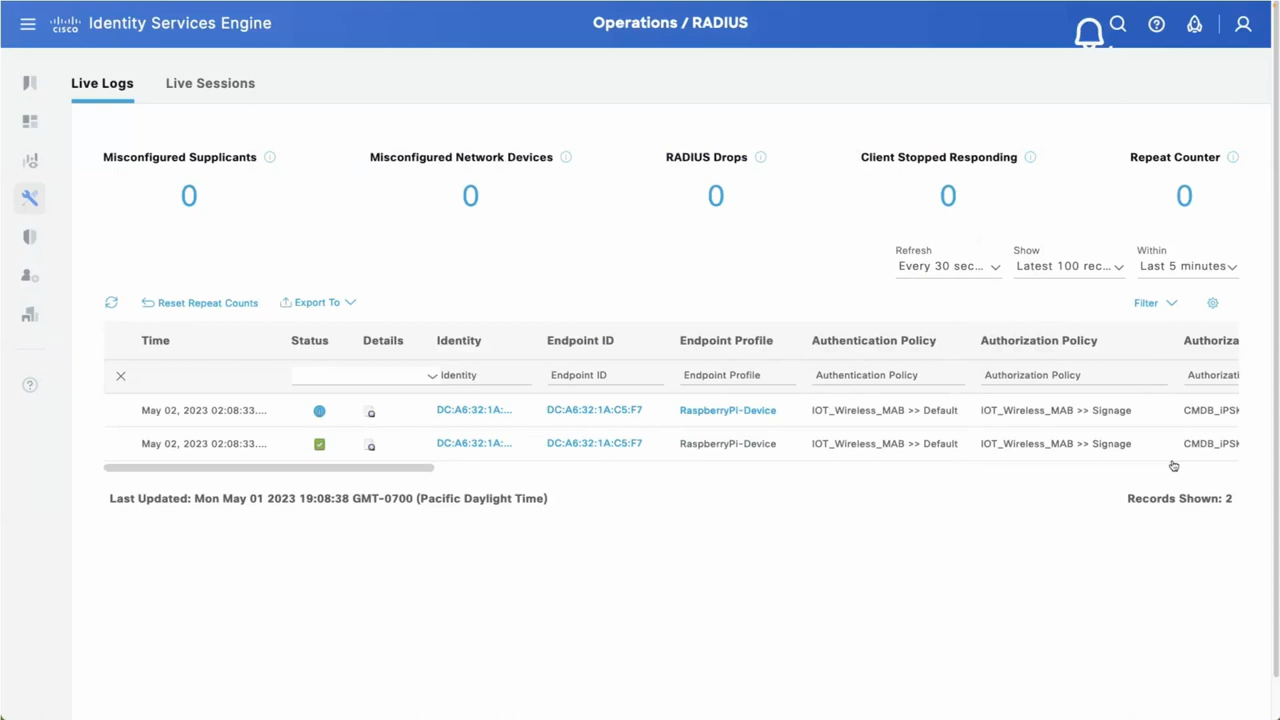 cisco Identity Services Engine Operations / RADIUS
Live Logs Live Sessions
Misconfigured Supplicants Misconfigured Network Devices RADIUS Drops Client Stopped Responding Repeat Counter
0 0 0 0 0
Refresh Show Within
Every 30 sec... Latest 100 rec... Last 5 minutes
Reset Repeat Counts Export To Filter
Time Status Details Identity Endpoint ID Endpoint Profile Authentication Policy Authorization Policy Authoriza
Identity Endpoint ID Endpoint Profile Authentication Policy Authorization Policy Authorizati
May 02, 2023 02:08:33.... DC:A6:32:1A:... DC:A6:32:1A:C5:F7 RaspberryPi-Device IOT_Wireless_MAB >> Default IOT_Wireless_MAB >> Signage CMDB_iPSK
May 02, 2023 02:08:33.... DC:A6:32:1A:... DC:A6:32:1A:C5:F7 RaspberryPi-Device IOT_Wireless_MAB >> Default IOT_Wireless_MAB >> Signage CMDB_iPSK
Last Updated: Mon May 01 2023 19:08:38 GMT-0700 (Pacific Daylight Time) Records Shown: 2